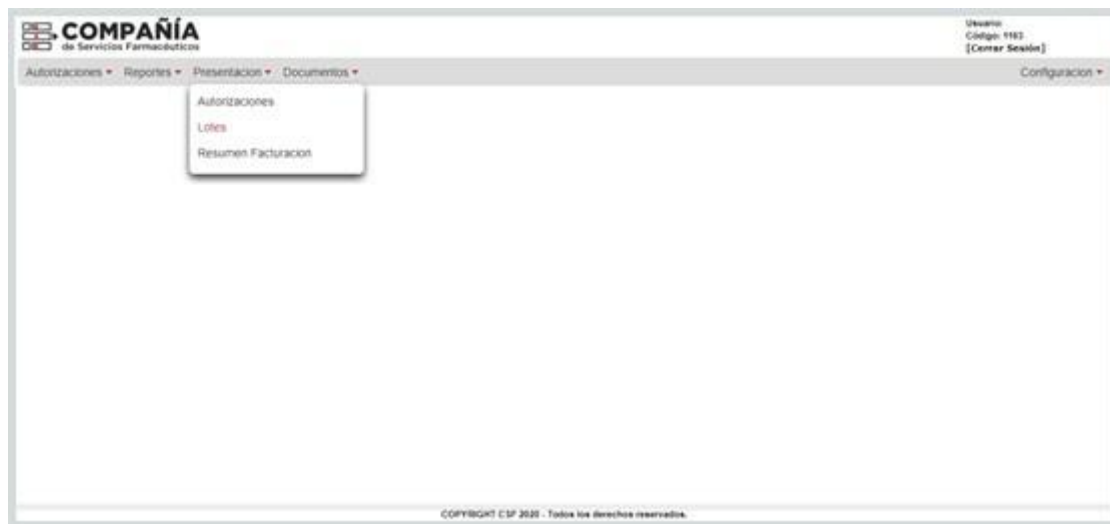 COMPAÑÍA
de Servicios Farmacéuticos
Usuario:
Código: 1163
[Cerrar Sesión]
Autorizaciones Reportes Presentacion Documentos Configuracion
Autorizaciones
Lotes
Resumen Facturacion
COPYRIGHT CSF 2020 - Todos los derechos reservados.